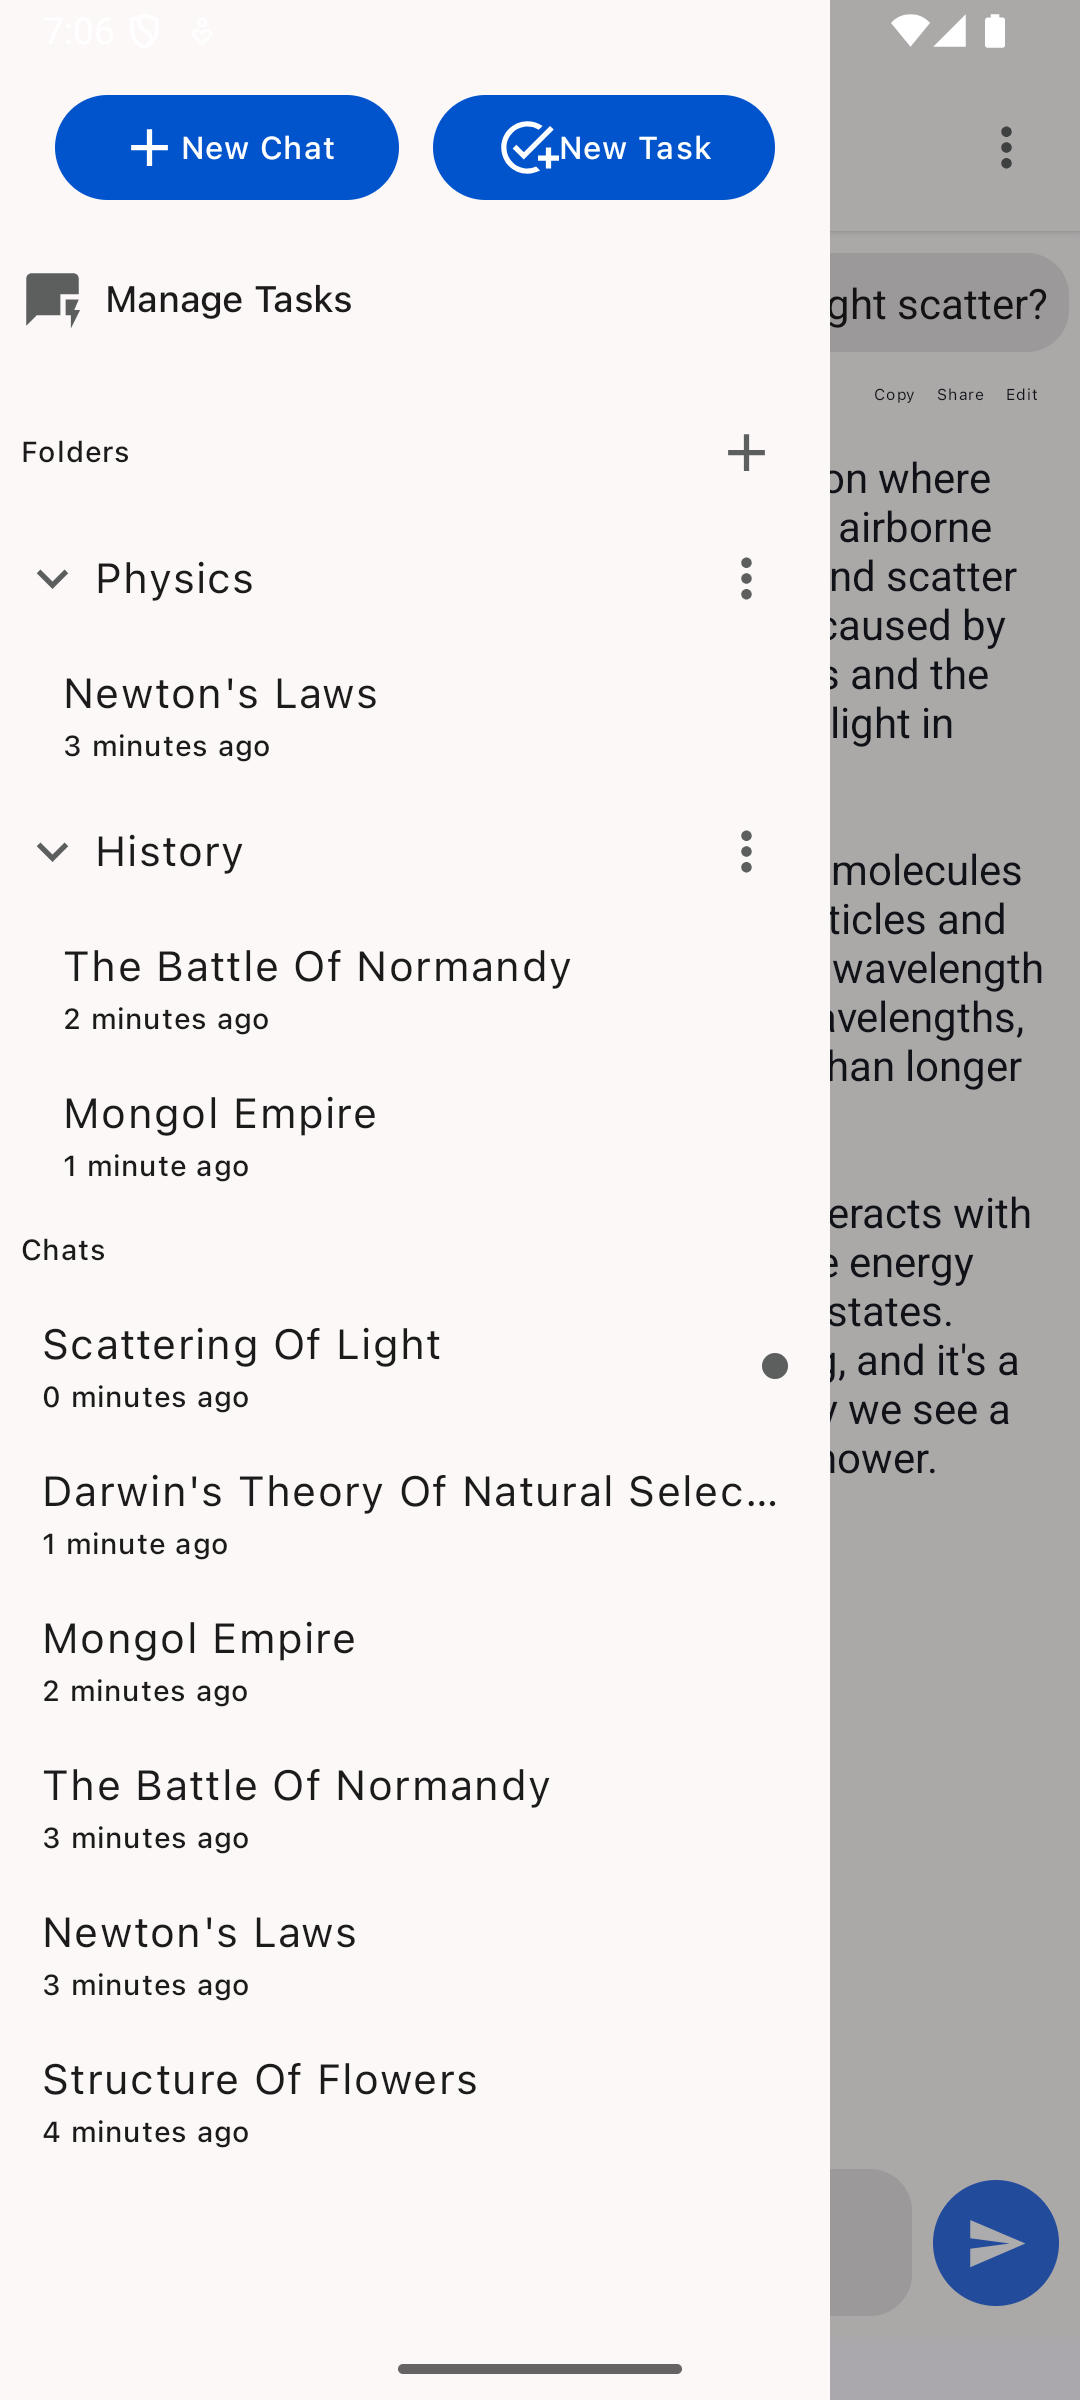 7:06
New Chat
New Task
Manage Tasks
Folders
Physics
Newton's Laws
3 minutes ago
History
The Battle Of Normandy
2 minutes ago
Mongol Empire
1 minute ago
Chats
Scattering Of Light
0 minutes ago
Darwin's Theory Of Natural Selec...
1 minute ago
Mongol Empire
2 minutes ago
The Battle Of Normandy
3 minutes ago
Newton's Laws
3 minutes ago
Structure Of Flowers
4 minutes ago
ght scatter?
Copy Share Edit
on where
airborne
nd scatter
caused by
s and the
light in
molecules
ticles and
wavelength
avelengths,
han longer
eracts with
e energy
states.
g, and it's a
y we see a
hower.